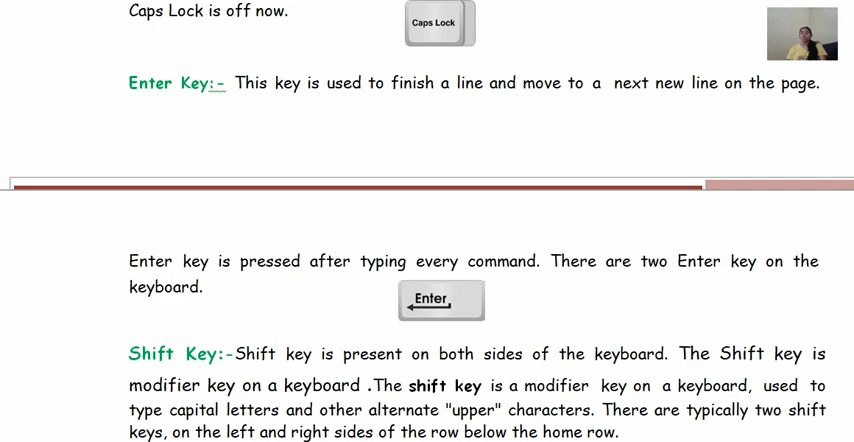 Caps Lock is off now.
Caps Lock
Enter Key:- This key is used to finish a line and move to a next new line on the page.
Enter key is pressed after typing every command. There are two Enter key on the
keyboard.
Enter
Shift Key:-Shift key is present on both sides of the keyboard. The Shift key is
modifier key on a keyboard .The shift key is a modifier key on a keyboard, used to
type capital letters and other alternate "upper" characters. There are typically two shift
keys, on the left and right sides of the row below the home row.